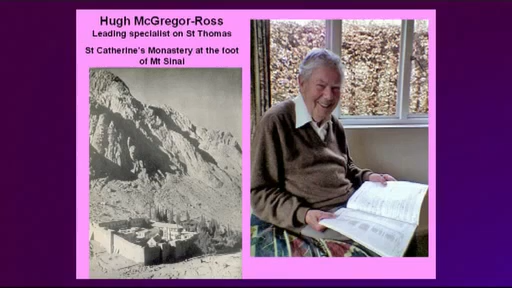 Hugh McGregor-Ross
Leading specialist on St Thomas
St Catherine's Monastery at the foot
of Mt Sinai